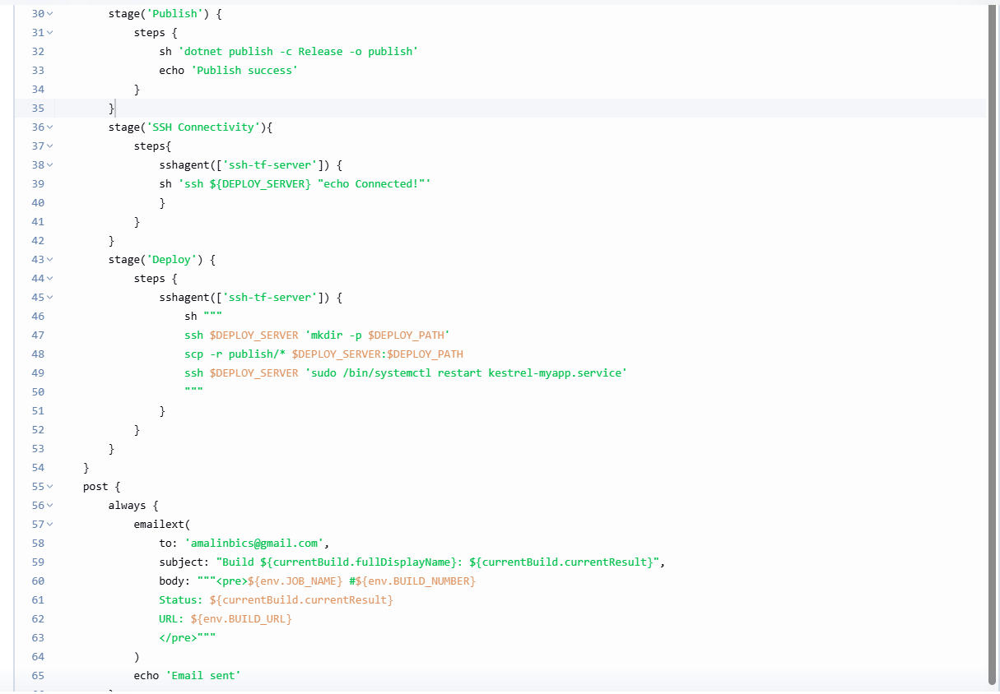 30 stage('Publish') {
31 steps {
32 sh 'dotnet publish -c Release -o publish'
33 echo 'Publish success'
34 }
35 }
36 stage('SSH Connectivity'){
37 steps{
38 sshagent(['ssh-tf-server']) {
39 sh 'ssh ${DEPLOY_SERVER} "echo Connected!"'
40 }
41 }
42 }
43 stage('Deploy') {
44 steps {
45 sshagent(['ssh-tf-server']) {
46 sh """
47 ssh $DEPLOY_SERVER 'mkdir -p $DEPLOY_PATH'
48 scp -r publish/* $DEPLOY_SERVER:$DEPLOY_PATH
49 ssh $DEPLOY_SERVER 'sudo /bin/systemctl restart kestrel-myapp.service'
50 """
51 }
52 }
53 }
54 }
55 post {
56 always {
57 emailext(
58 to: 'amalinbics@gmail.com',
59 subject: "Build ${currentBuild.fullDisplayName}: ${currentBuild.currentResult}",
60 body: """<pre>${env.JOB_NAME} #${env.BUILD_NUMBER}
61 Status: ${currentBuild.currentResult}
62 URL: ${env.BUILD_URL}
63 </pre>"""
64 )
65 echo 'Email sent'